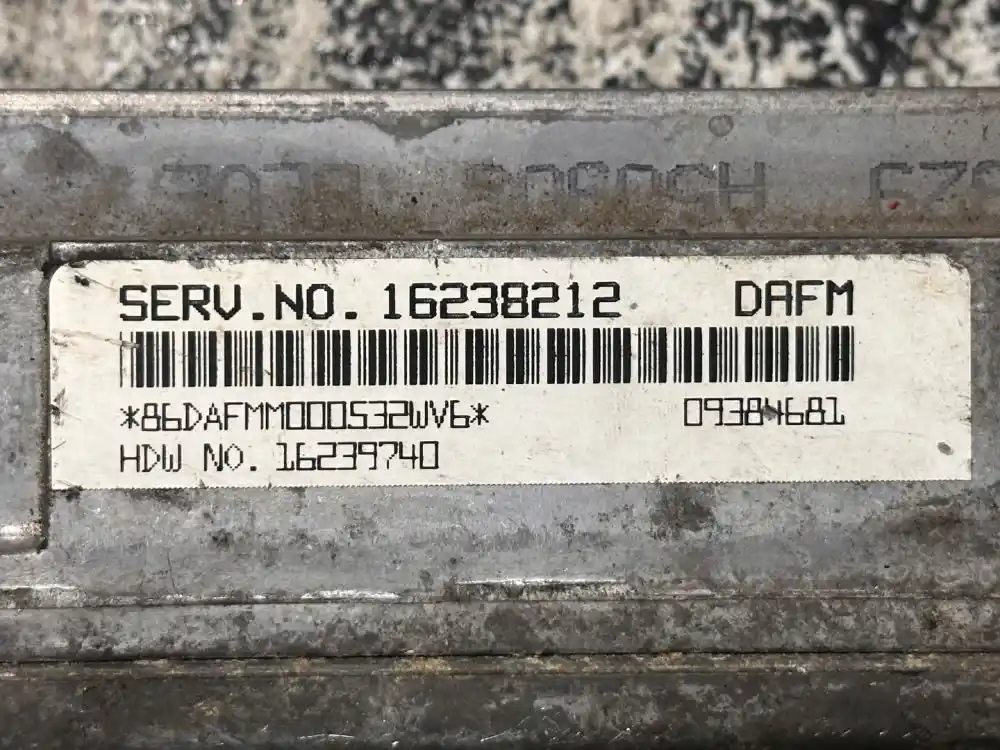 SERV.NO. 16238212 DAFM
*86DAFMM000532WV6* 09384681
HDW NO. 16239740